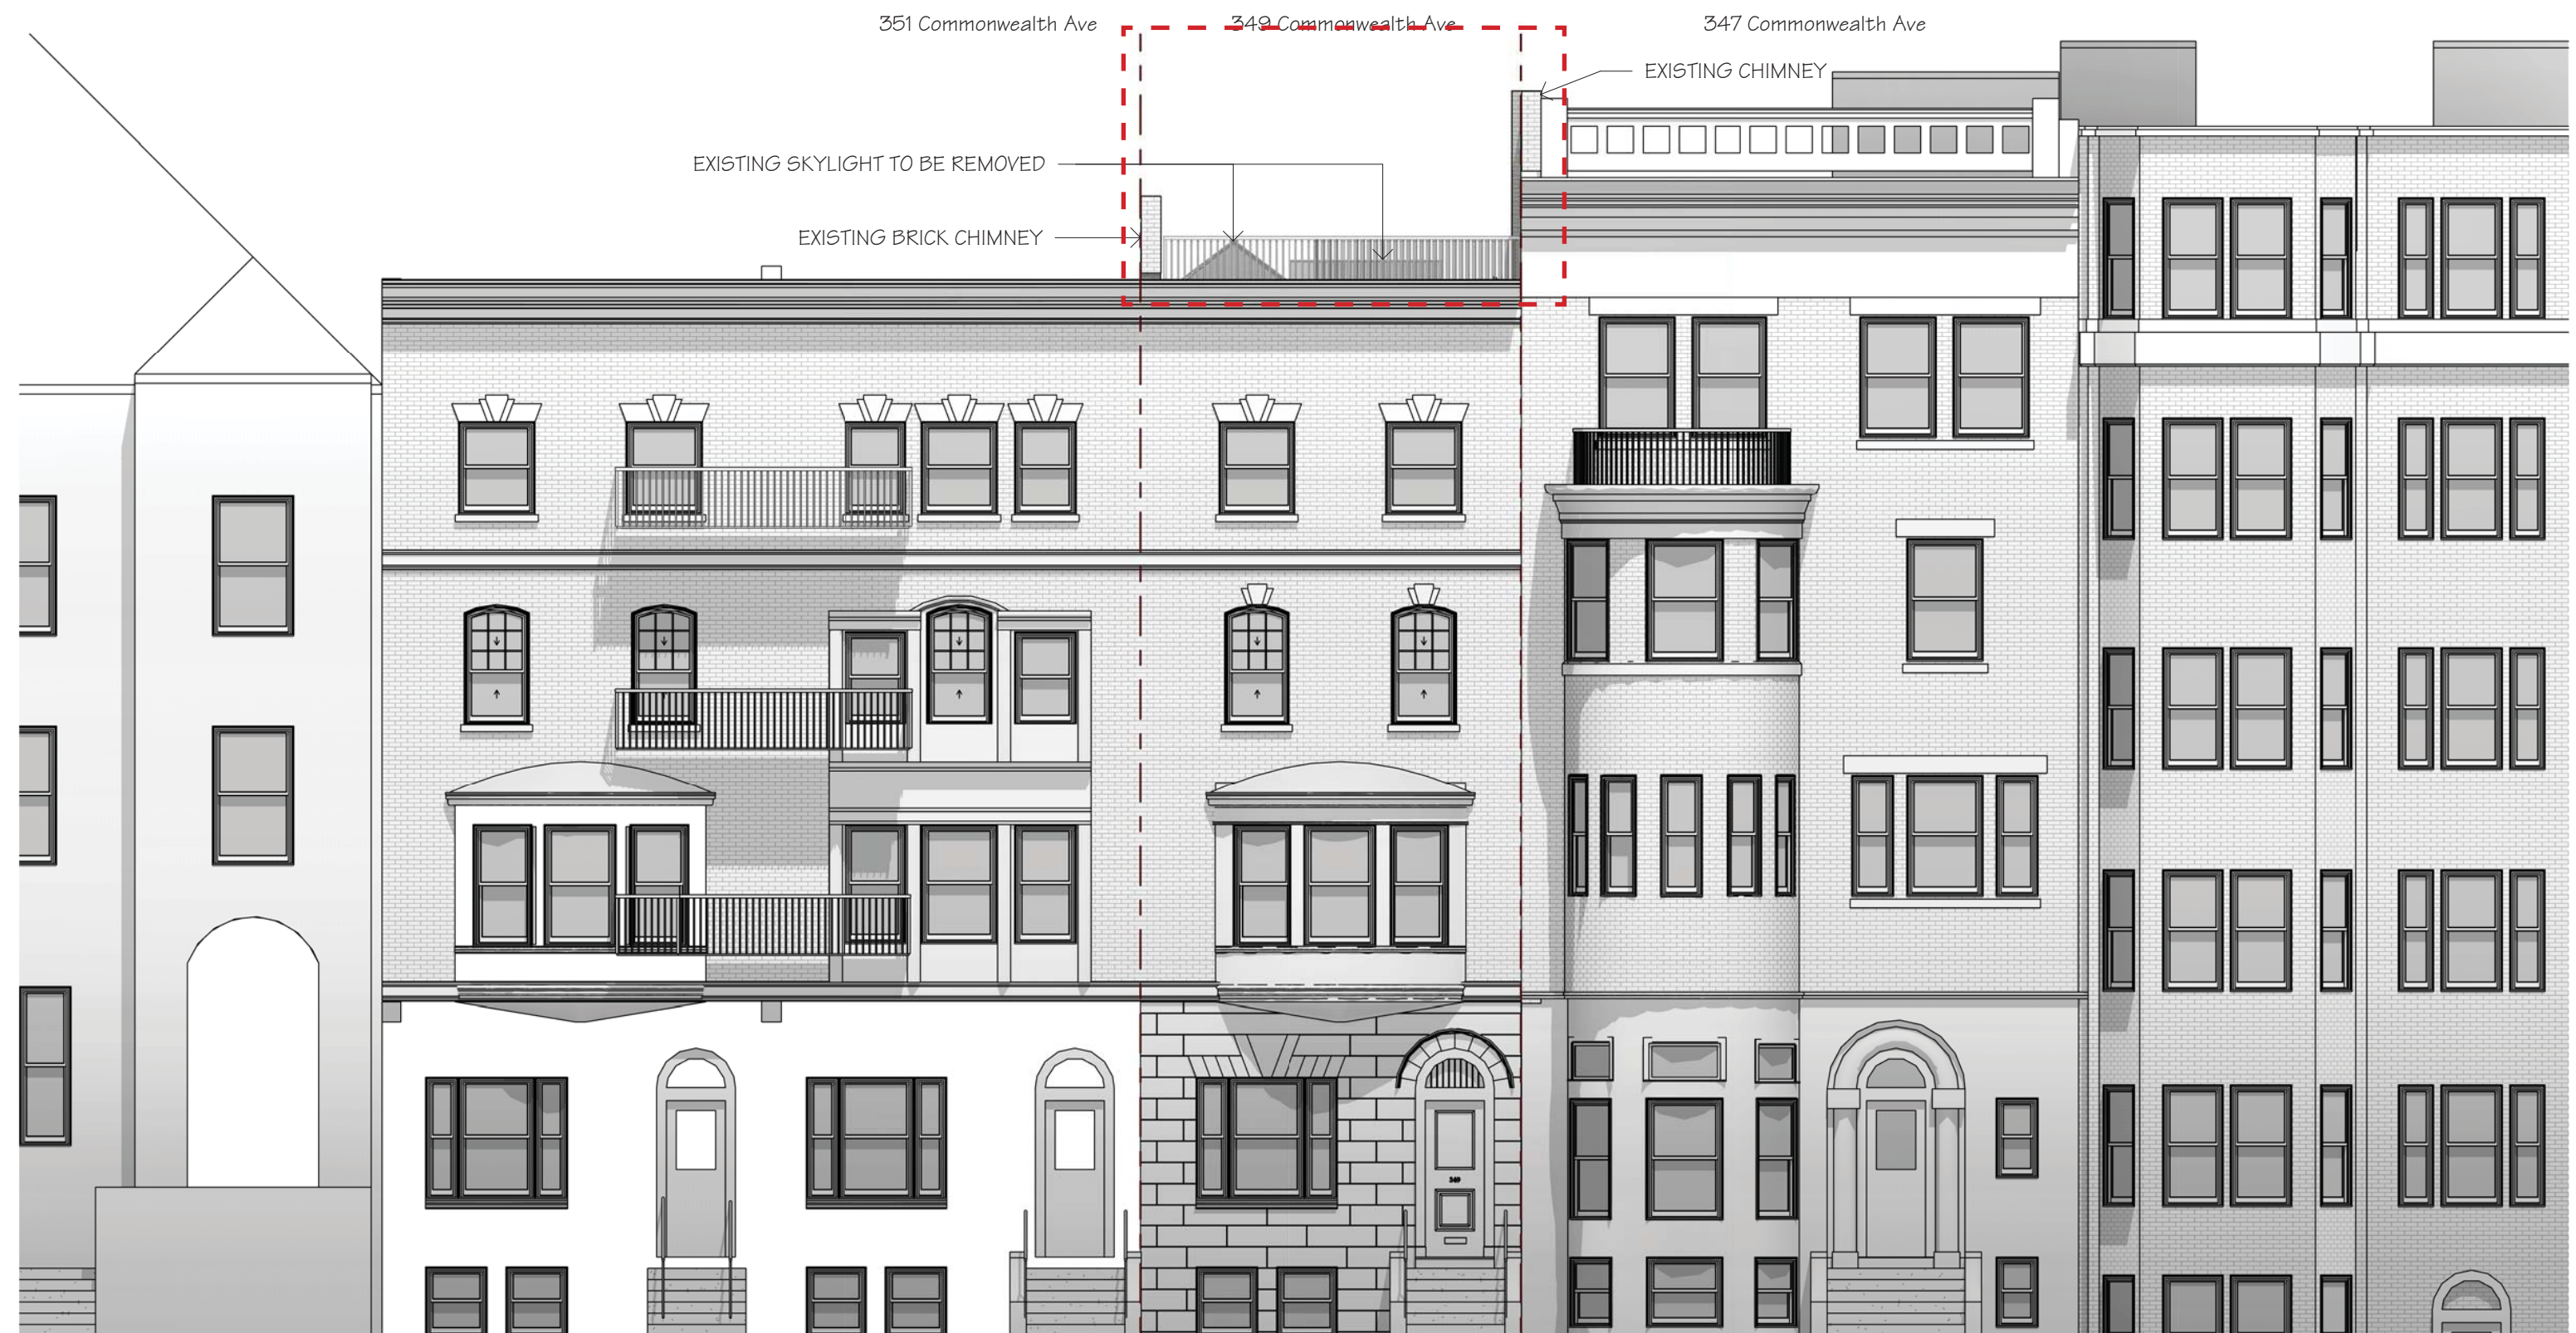 351 Commonwealth Ave
349 Commonwealth Ave
347 Commonwealth Ave
EXISTING CHIMNEY
EXISTING SKYLIGHT TO BE REMOVED
EXISTING BRICK CHIMNEY
349